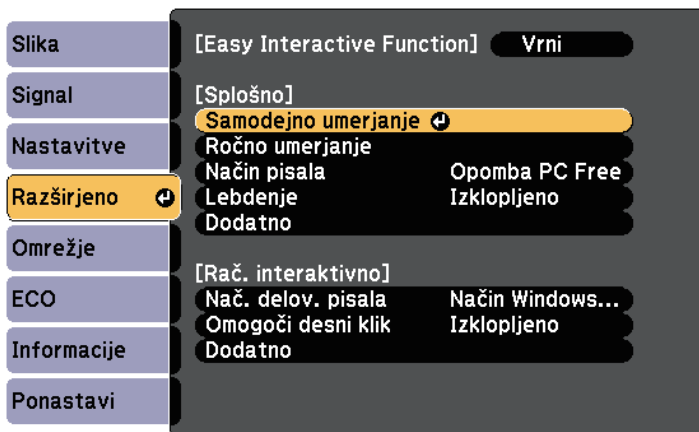 Slika
Signal
Nastavitve
Razširjeno
Omrežje
ECO
Informacije
Ponastavi
[Easy Interactive Function] Vrni
[Splošno]
Samodejno umerjanje
Ročno umerjanje
Način pisala Opomba PC Free
Lebdenje Izklopljeno
Dodatno
[Rač. interaktivno]
Nač. delov. pisala Način Windows...
Omogoči desni klik Izklopljeno
Dodatno